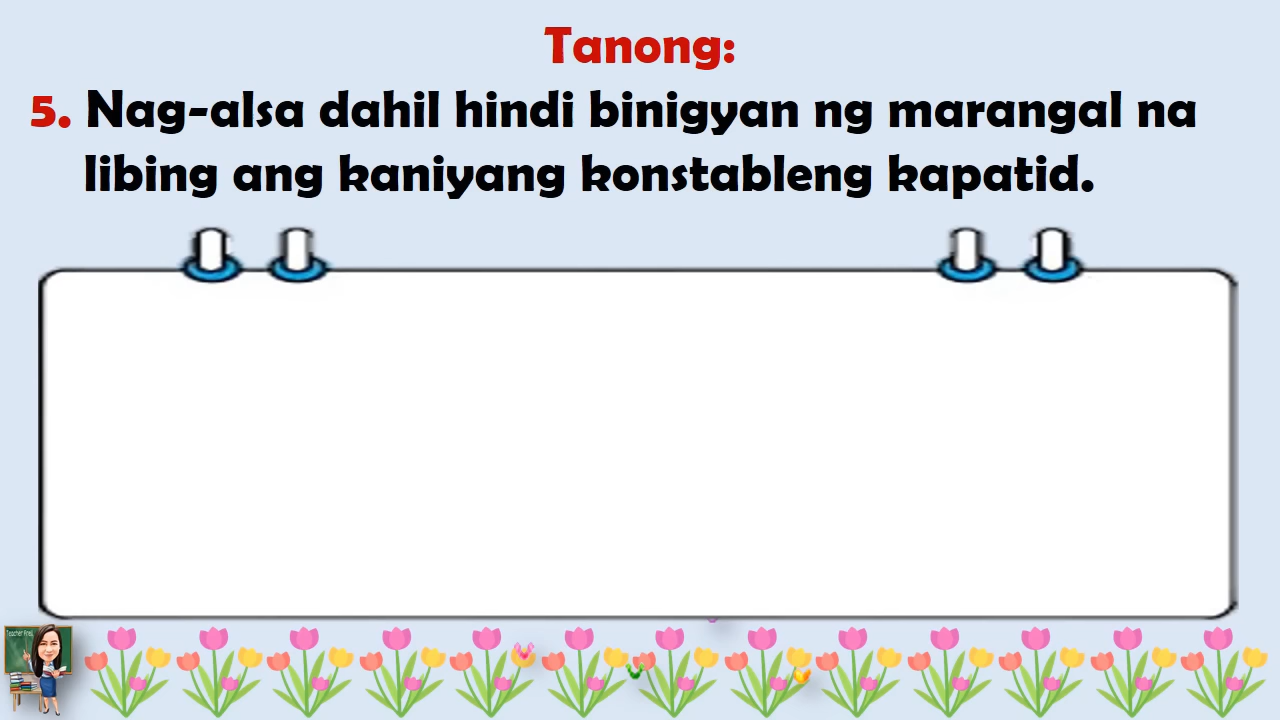 Tanong:
5. Nag-alsa dahil hindi binigyan ng marangal na
libing ang kaniyang konstableng kapatid.